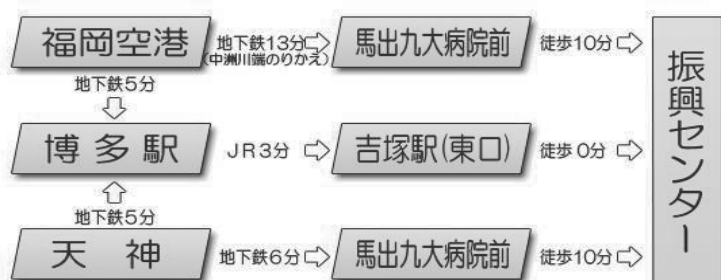 福岡空港 地下鉄13分 馬出九大病院前 徒歩10分
(中洲川端のりかえ)
地下鉄5分
博多駅 JR3分 吉塚駅(東口) 徒歩0分
地下鉄5分
天神 地下鉄6分 馬出九大病院前 徒歩10分
振興センター